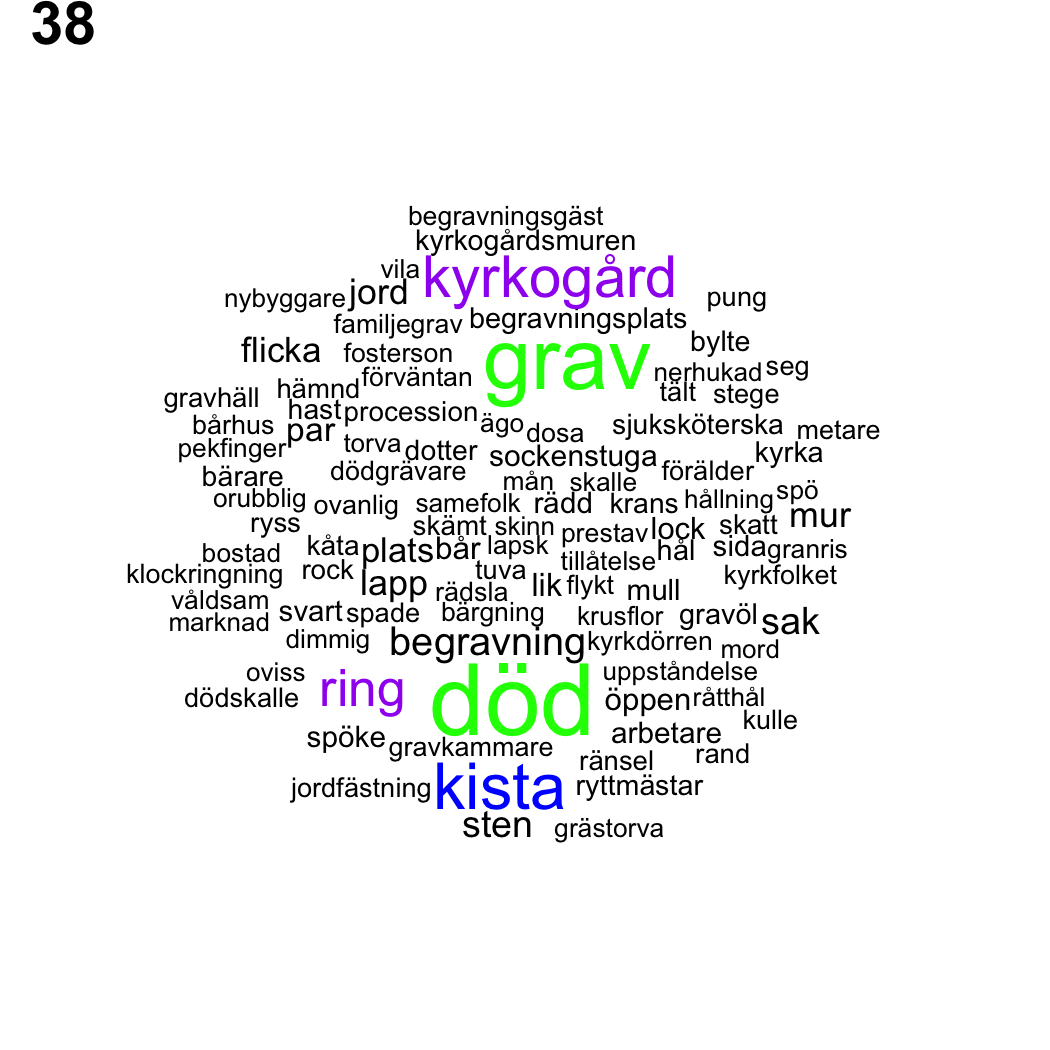 38
begravningsgäst
kyrkogårdsmuren
vila kyrkogård
nybyggare jord pung
familjegrav begravningsplats
flicka fosterson grav bylte
förväntan nerhukad seg
gravhäll hämnd tält stege
hast procession ägo
bårhus par dosa sjuksköterska metare
pekfinger torva dotter sockenstuga kyrka
bärare dödgrävare mån skalle förälder
orubblig ovanlig samefolk rädd krans hållning spö
ryss skämt skinn prestav lock skatt mur
bostad kåta plats bår lapsk tillåtelse hål sida granris
klockringning rock lapp tuva lik flykt mull kyrkfolket
våldsam rädsla
marknad svart spade bärgning krusflor gravöl sak
dimmig begravning kyrkdörren mord
oviss ring död uppståndelse
dödskalle öppen råtthål
spöke arbetare kulle
gravkammare ränsel rand
jordfästning kista ryttmästar
sten grästorva